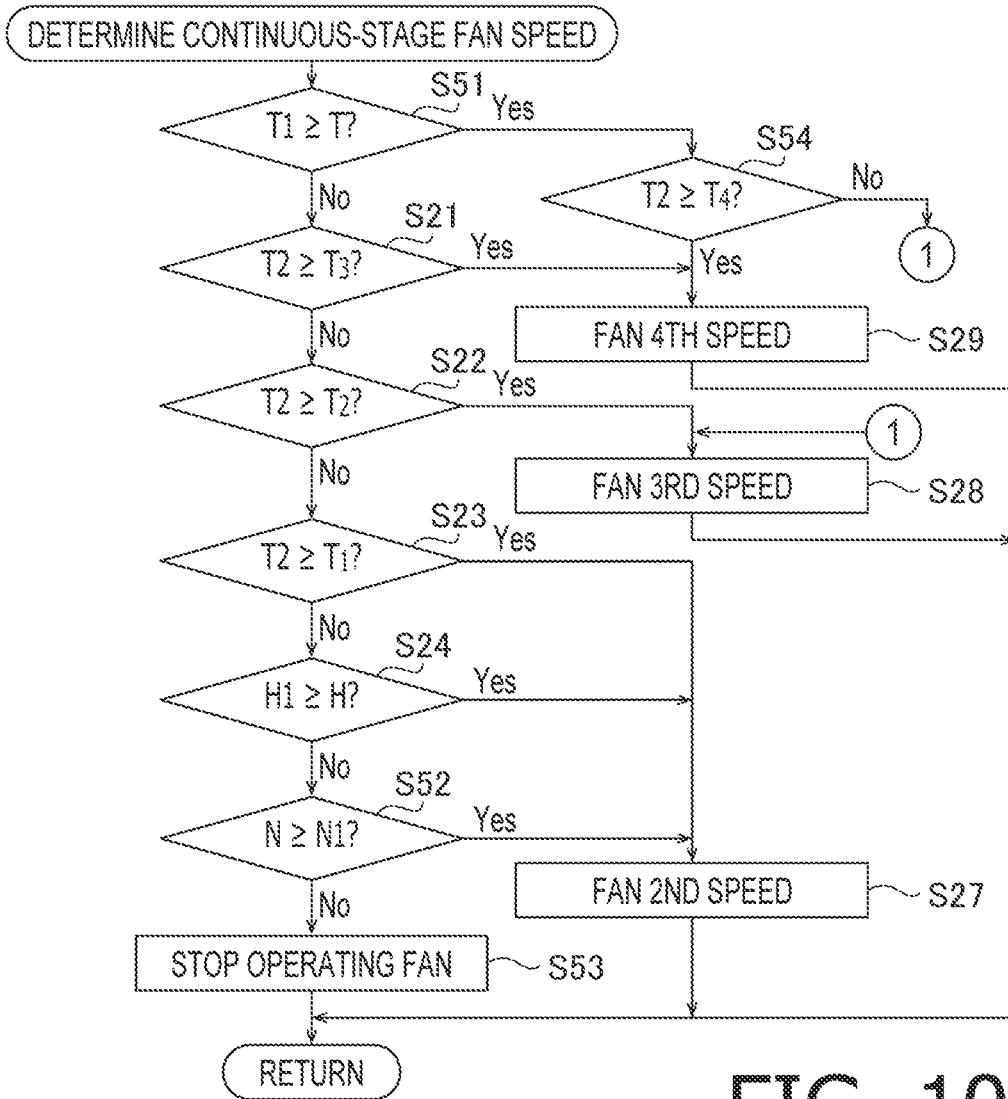 DETERMINE CONTINUOUS-STAGE FAN SPEED
T1 ≥ T?
S51
Yes
No
T2 ≥ T4?
S54
No
1
Yes
T2 ≥ T3?
S21
Yes
No
FAN 4TH SPEED
S29
T2 ≥ T2?
S22
Yes
No
1
FAN 3RD SPEED
S28
T2 ≥ T1?
S23
Yes
No
H1 ≥ H?
S24
Yes
No
N ≥ N1?
S52
Yes
No
FAN 2ND SPEED
S27
STOP OPERATING FAN
S53
RETURN